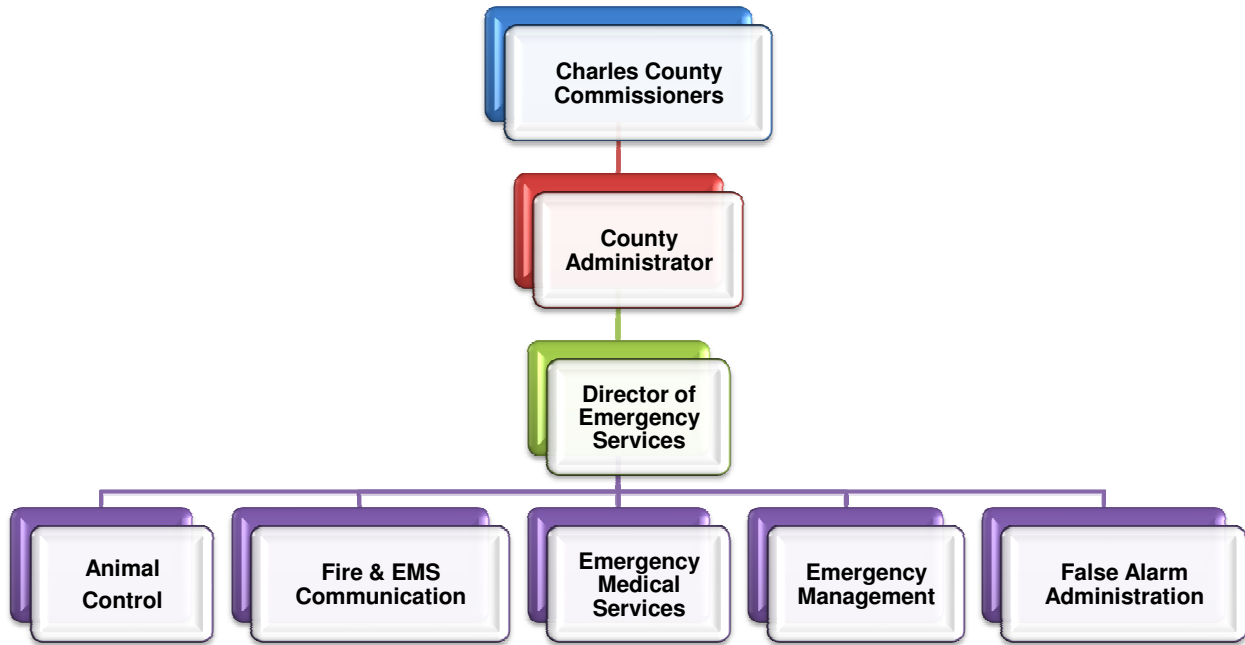 Charles County
Commissioners
County
Administrator
Director of
Emergency
Services
Animal
Control
Fire & EMS
Communication
Emergency
Medical
Services
Emergency
Management
False Alarm
Administration